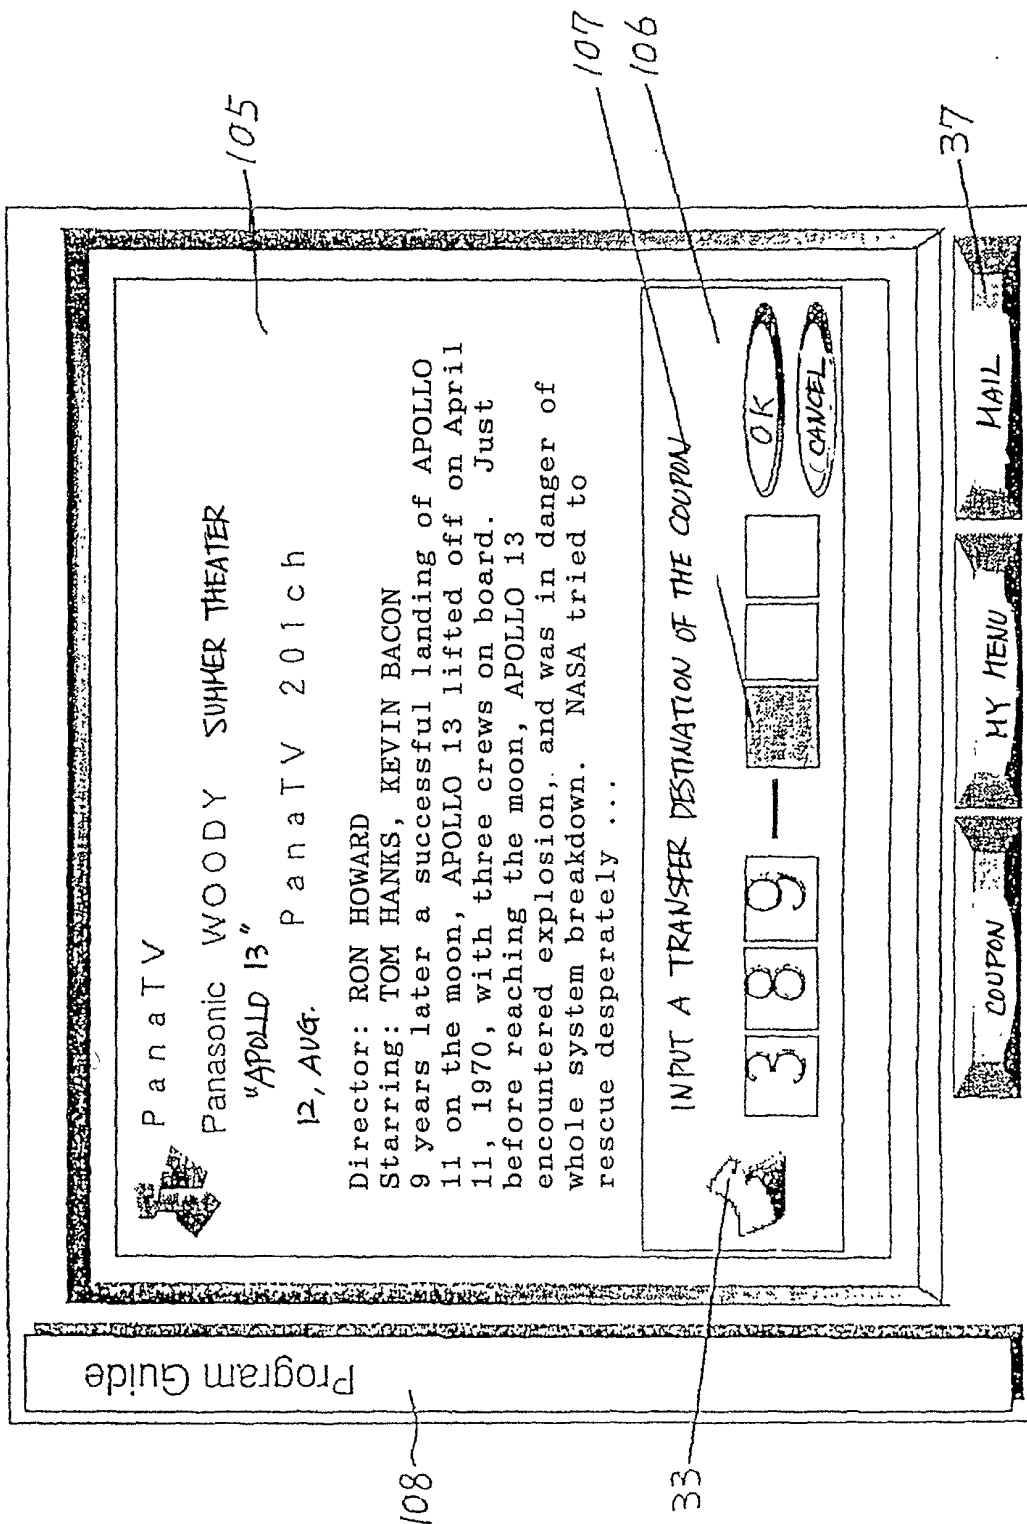 105
107
106
37
108
33
Program Guide
PanaTV
Panasonic WOODY SUMMER THEATER
"APOLLO 13"
12, AUG.
PanaTV 201ch
Director: RON HOWARD
Starring: TOM HANKS, KEVIN BACON
9 years later a successful landing of APOLLO
11 on the moon, APOLLO 13 lifted off on April
11, 1970, with three crews on board. Just
before reaching the moon, APOLLO 13
encountered explosion, and was in danger of
whole system breakdown. NASA tried to
rescue desperately ...
INPUT A TRANSFER DESTINATION OF THE COUPON
3 8 9 —
OK
CANCEL
COUPON
MY MENU
MAIL